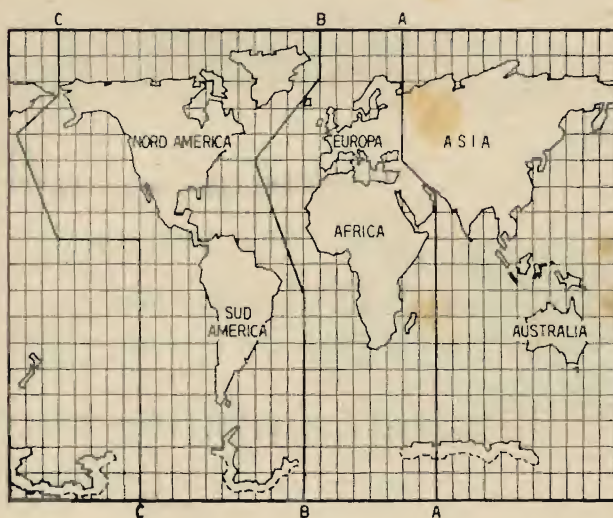 C B A
NORD AMERICA EUROPA ASIA
AFRICA
SUD
AMERICA AUSTRALIA
C B A